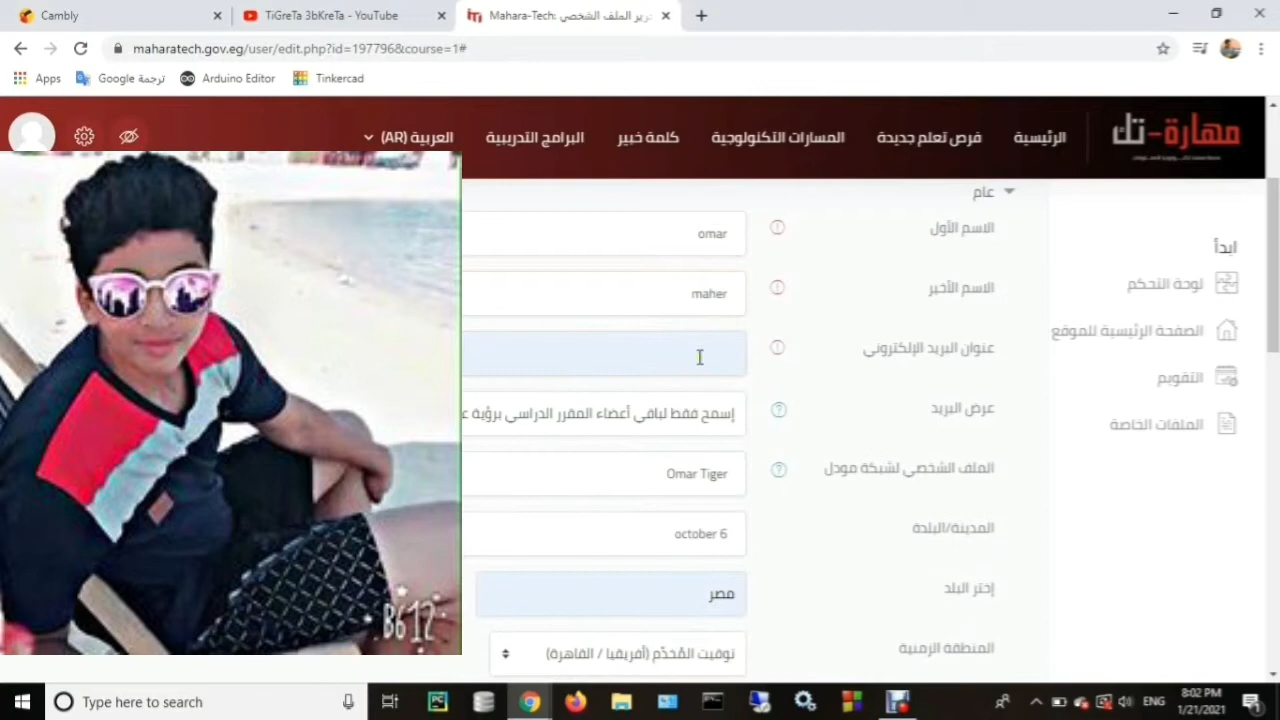 Cambly
TiGreTa 3bKreTa - YouTube
Mahara-Tech: تحرير الملف الشخصي
maharatech.gov.eg/user/edit.php?id=197796&course=1#
Apps
ترجمة Google
Arduino Editor
Tinkercad
مهارة-تك
الرئيسية
فرص تعلم جديدة
المسارات التكنولوجية
كلمة خبير
البرامج التدريبية
العربية (AR)
عام
الاسم الأول
omar
الاسم الأخير
maher
عنوان البريد الإلكتروني
عرض البريد
إسمح فقط لباقي أعضاء المقرر الدراسي برؤية
الملف الشخصي لشبكة مودل
Omar Tiger
المدينة/البلدة
october 6
إختر البلد
مصر
المنطقة الزمنية
توقيت المُخدّم (أفريقيا / القاهرة)
ابدأ
لوحة التحكم
الصفحة الرئيسية للموقع
التقويم
الملفات الخاصة
B612
Type here to search
ENG
8:02 PM
1/21/2021